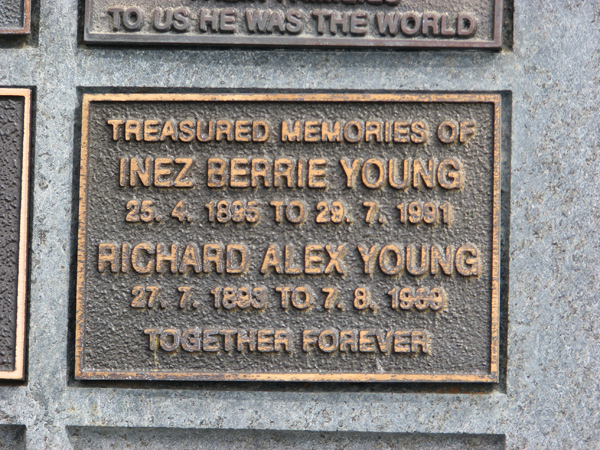 TO US HE WAS THE WORLD
TREASURED MEMORIES OF
INEZ BERRIE YOUNG
25. 4. 1895 TO 29. 7. 1991
RICHARD ALEX YOUNG
27. 7. 1893 TO 7. 8. 1969
TOGETHER FOREVER